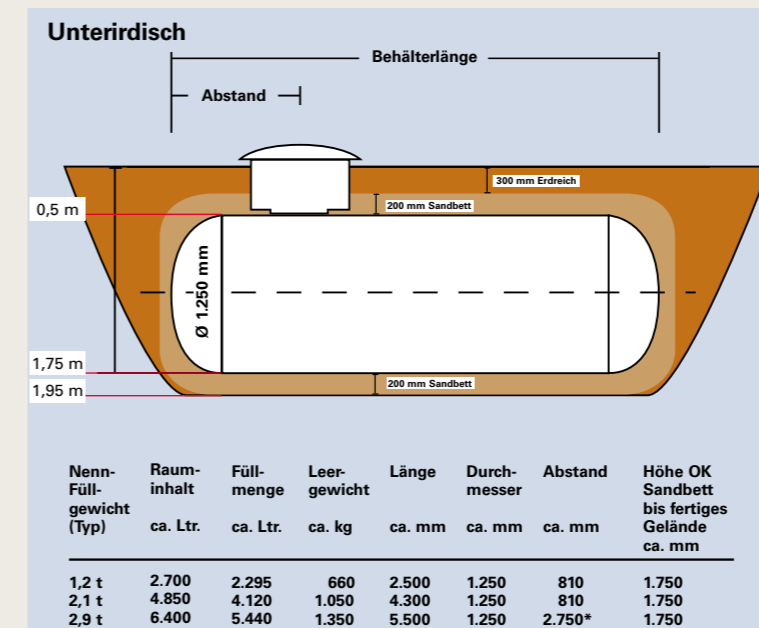 Unterirdisch
Behälterlänge
Abstand
300 mm Erdreich
200 mm Sandbett
0,5 m
Ø 1.250 mm
1,75 m
200 mm Sandbett
1,95 m
Nenn- Raum- Füll- Leer- Länge Durch- Abstand Höhe OK
Füll- inhalt menge gewicht messer Sandbett
gewicht bis fertiges
(Typ) ca. Ltr. ca. Ltr. ca. kg ca. mm ca. mm ca. mm Gelände
ca. mm
1,2 t 2.700 2.295 660 2.500 1.250 810 1.750
2,1 t 4.850 4.120 1.050 4.300 1.250 810 1.750
2,9 t 6.400 5.440 1.350 5.500 1.250 2.750* 1.750